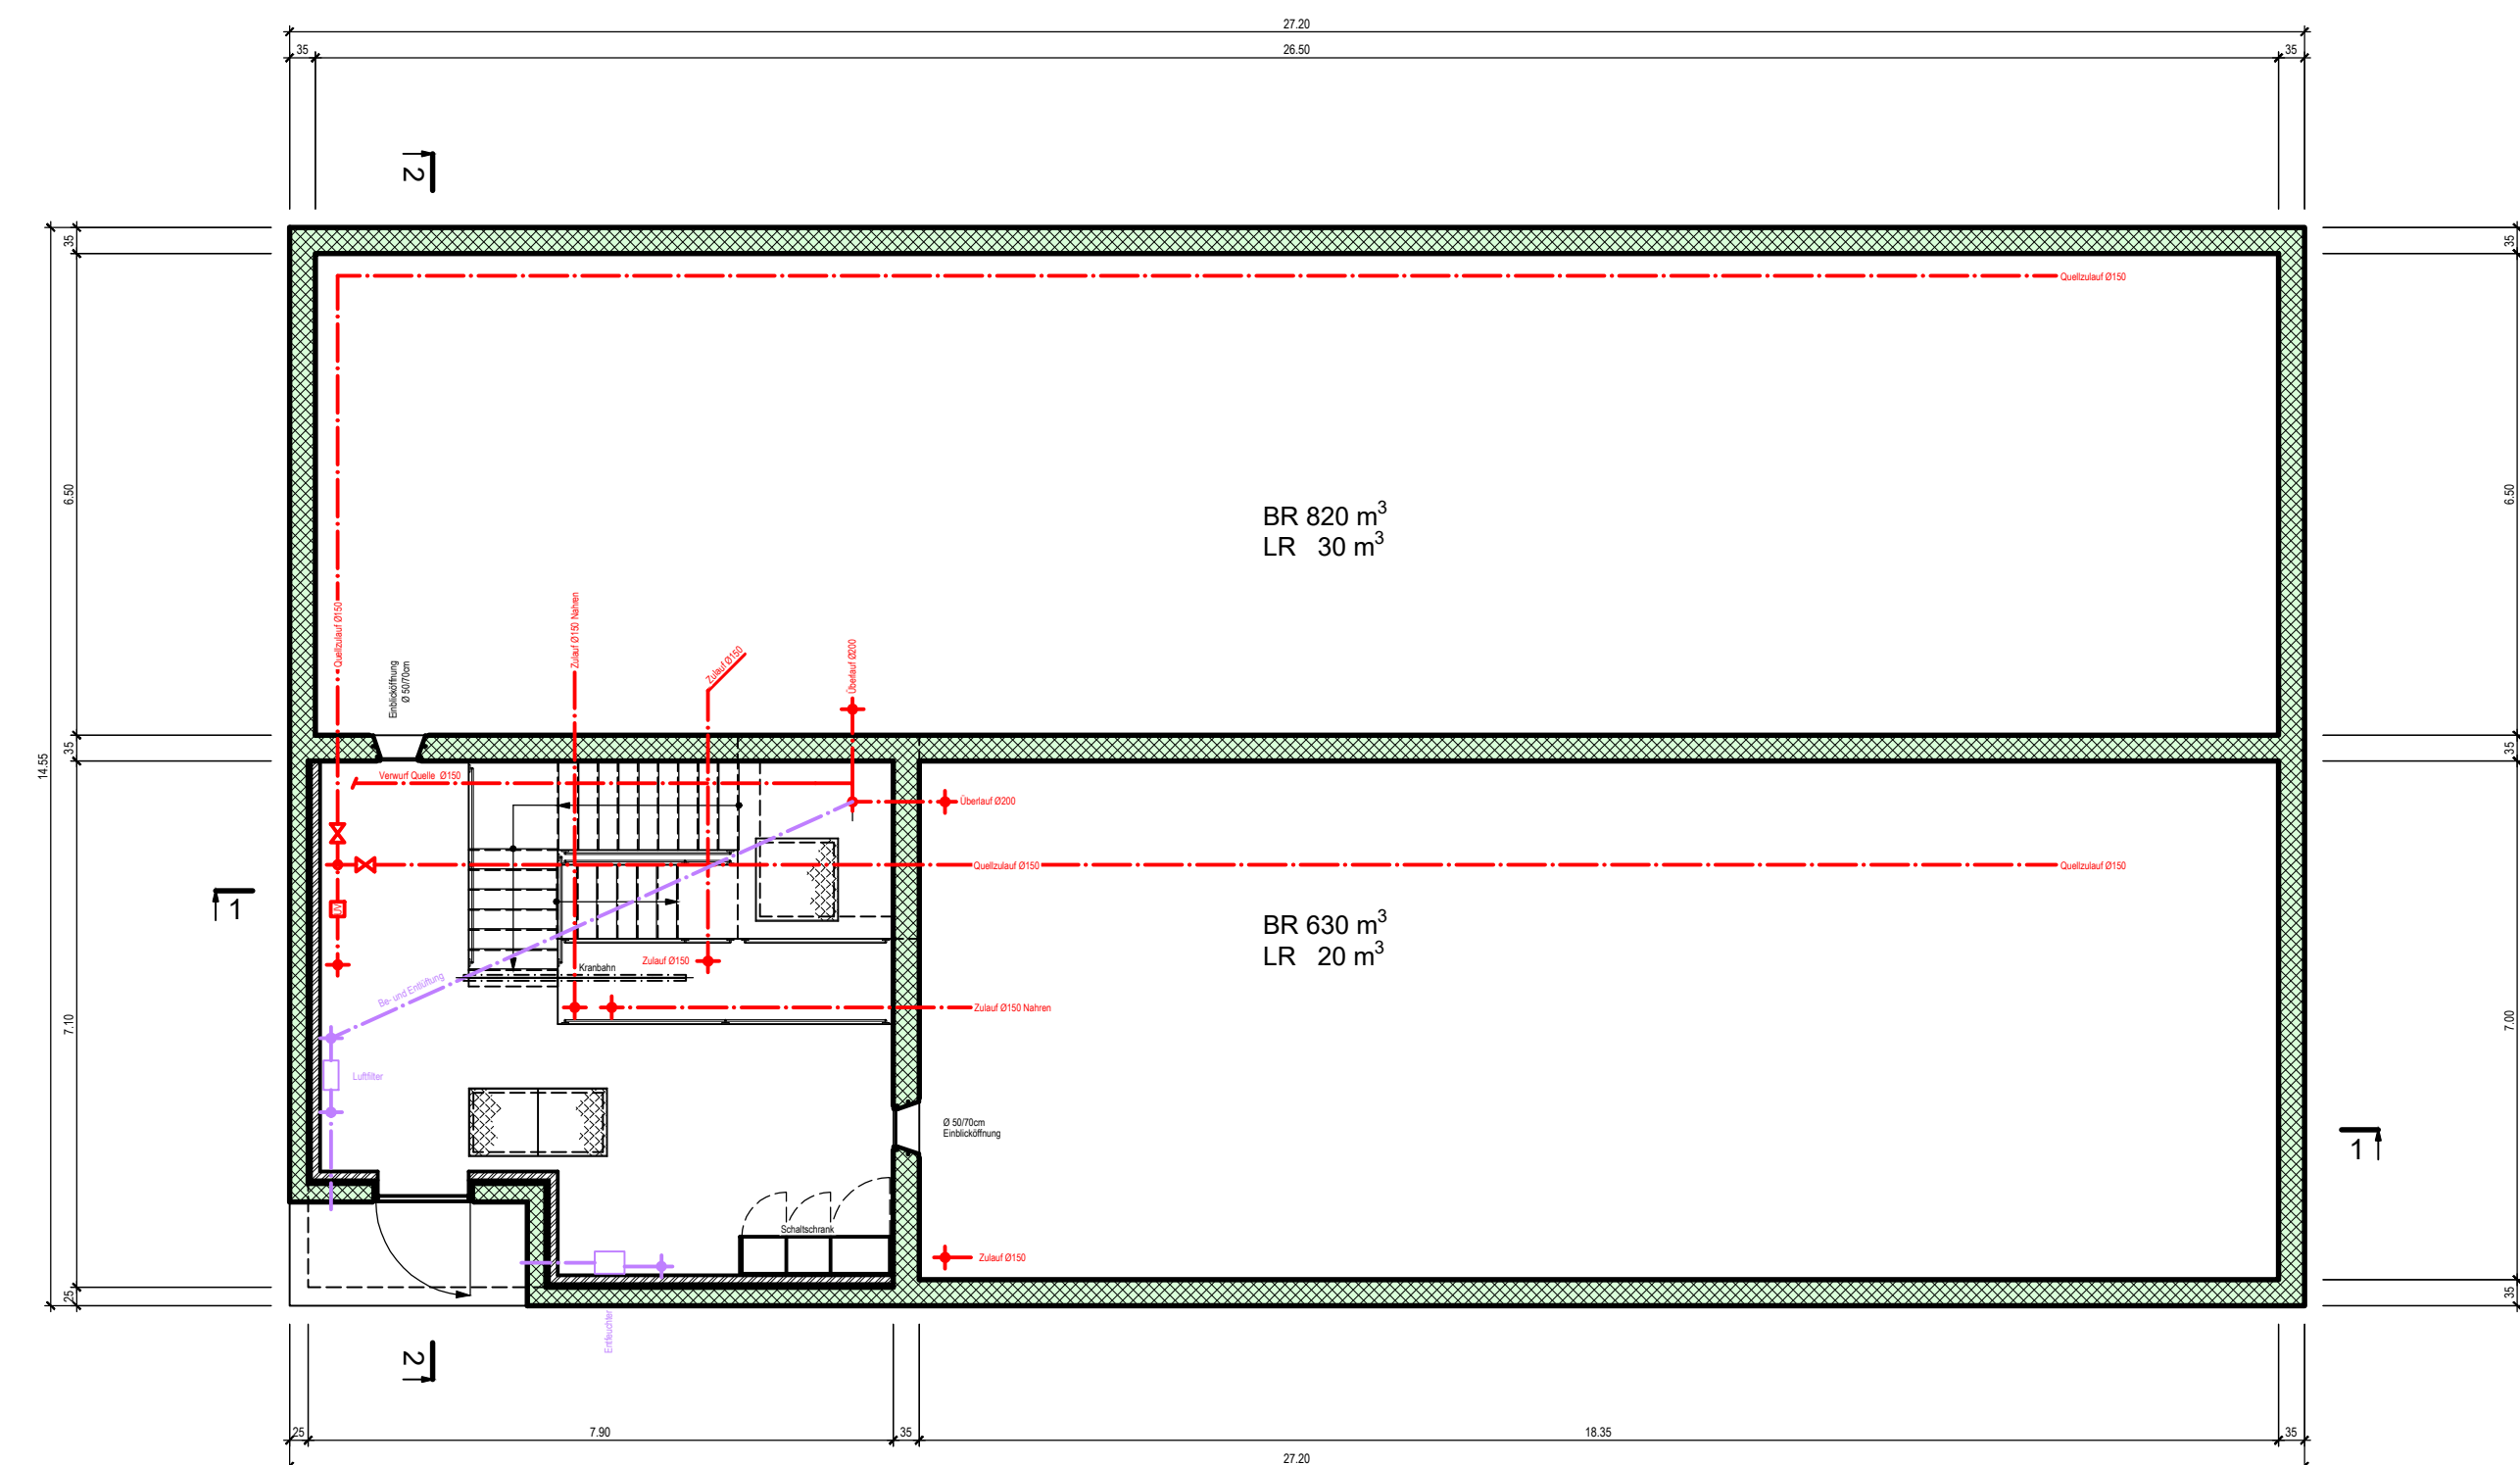 27.20
35
26.50
35
2
35
35
Quellzulauf Ø150
6.50
6.50
BR 820 m³
LR 30 m³
Quellzulauf Ø150
Einblicköffnung
Ø 50/70cm
Zulauf Ø150 Nahren
Zulauf Ø150
Überlauf Ø200
35
35
14.55
Verwurf Quelle Ø150
Überlauf Ø200
Quellzulauf Ø150
Quellzulauf Ø150
1
UV
BR 630 m³
LR 20 m³
Zulauf Ø150
Kranbahn
Be- und Entlüftung
Zulauf Ø150 Nahren
7.10
7.00
Luftfilter
Ø 50/70cm
Einblicköffnung
1
Schaltschrank
Zulauf Ø150
25
35
Entfeuchter
2
25
7.90
35
18.35
35
27.20